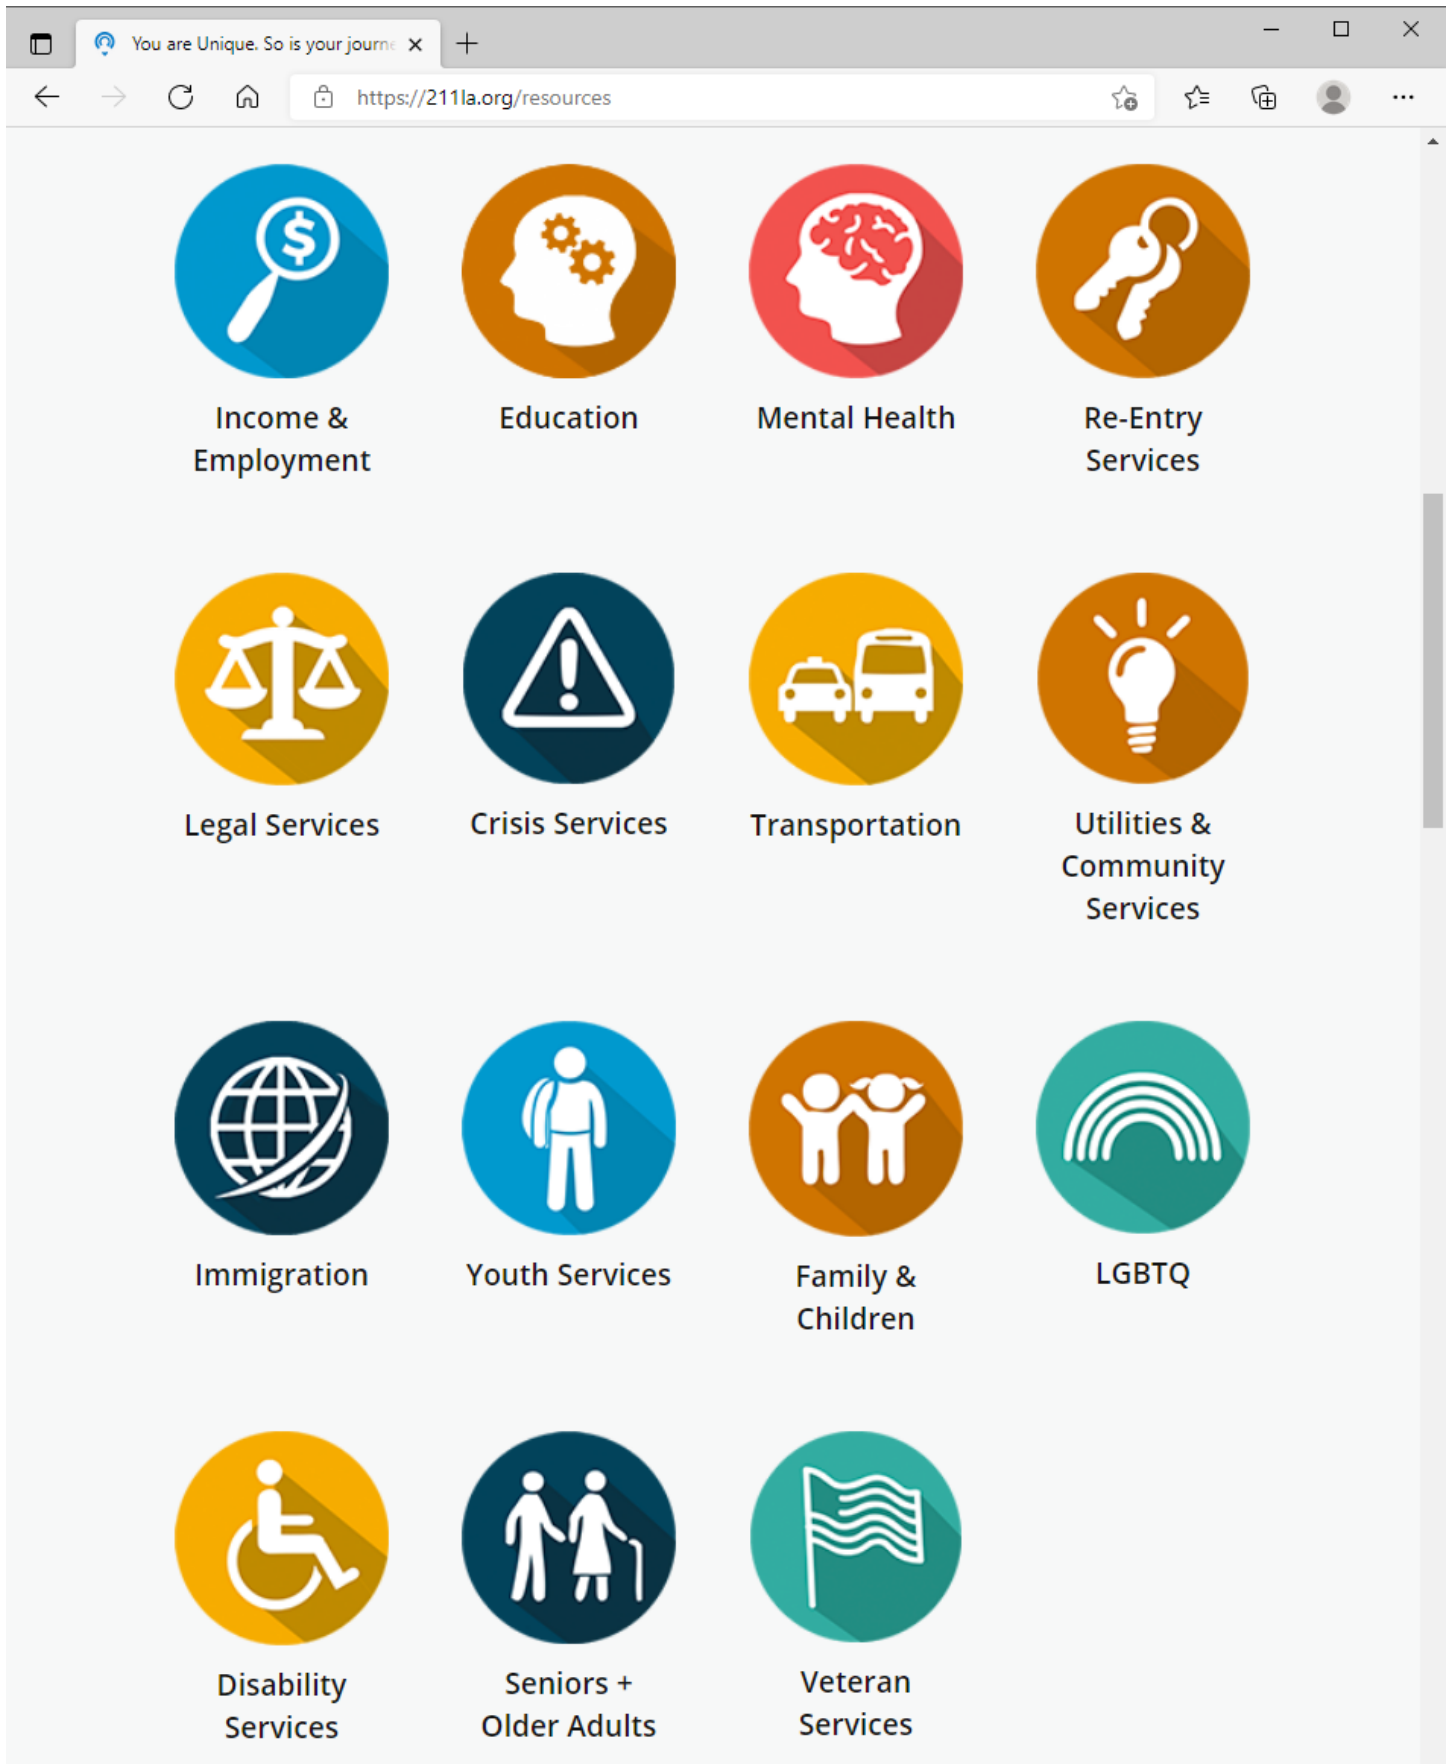 You are Unique. So is your journe
https://211la.org/resources
$
Income &
Employment
Education
Mental Health
Re-Entry
Services
Legal Services
Crisis Services
Transportation
Utilities &
Community
Services
Immigration
Youth Services
Family &
Children
LGBTQ
Disability
Services
Seniors +
Older Adults
Veteran
Services